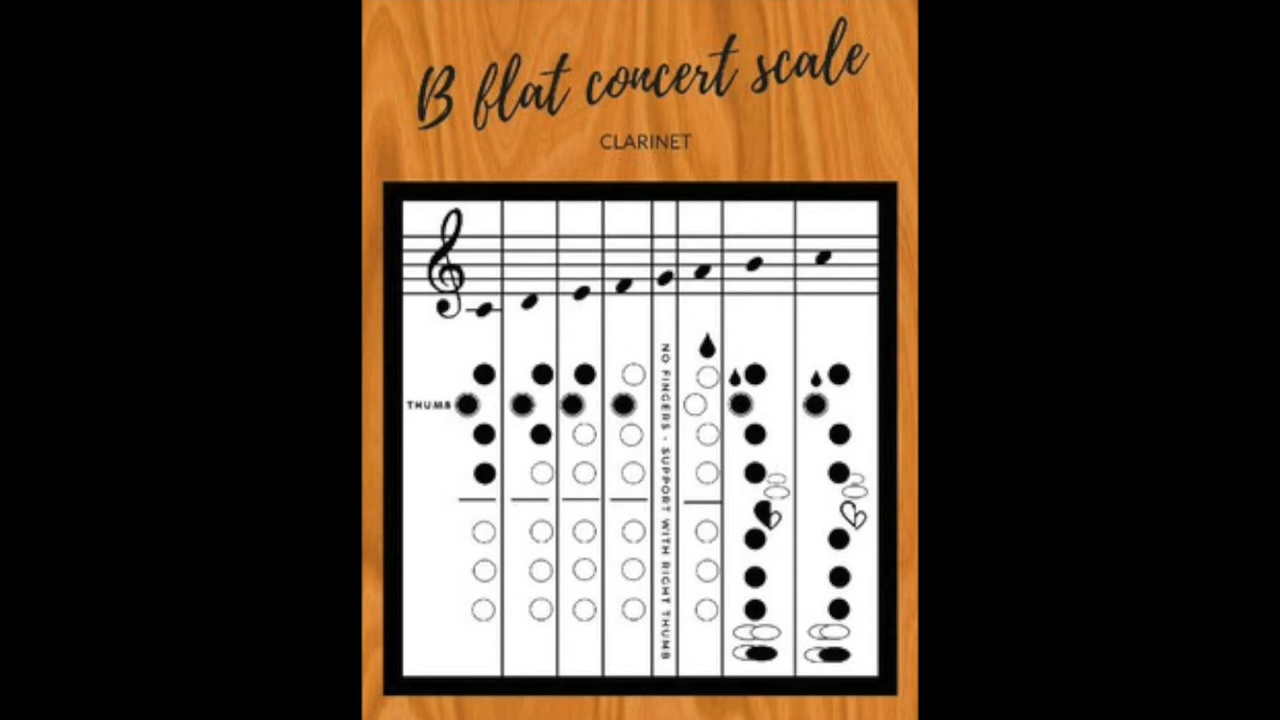 B flat concert scale
CLARINET
THUMB
NO FINGERS - SUPPORT WITH RIGHT THUMB